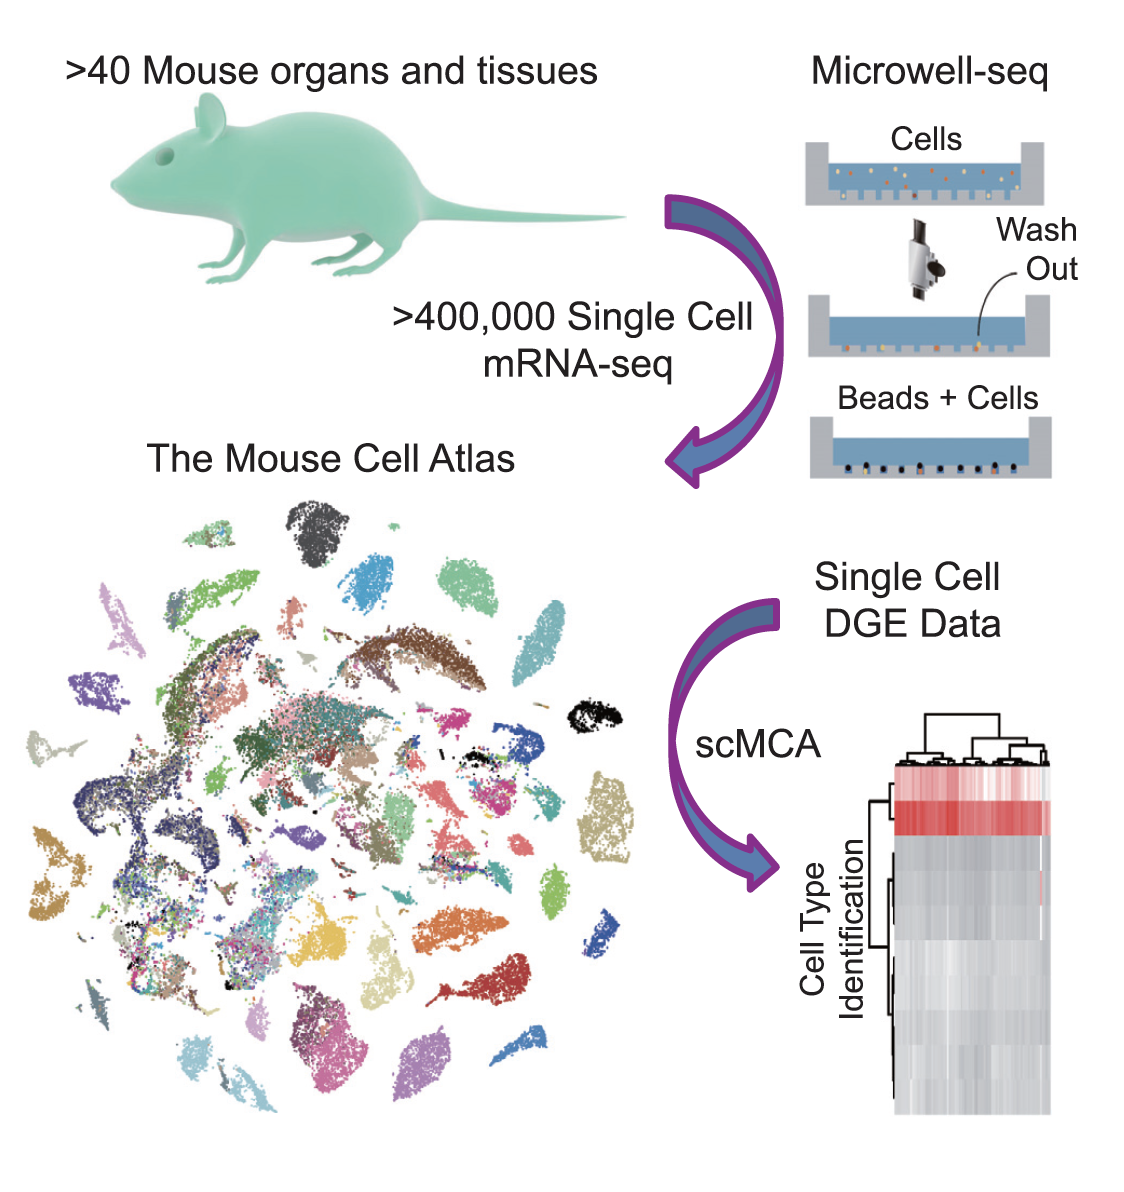 >40 Mouse organs and tissues
Microwell-seq
Cells
Wash
Out
>400,000 Single Cell
mRNA-seq
Beads + Cells
The Mouse Cell Atlas
Single Cell
DGE Data
scMCA
Cell Type
Identification